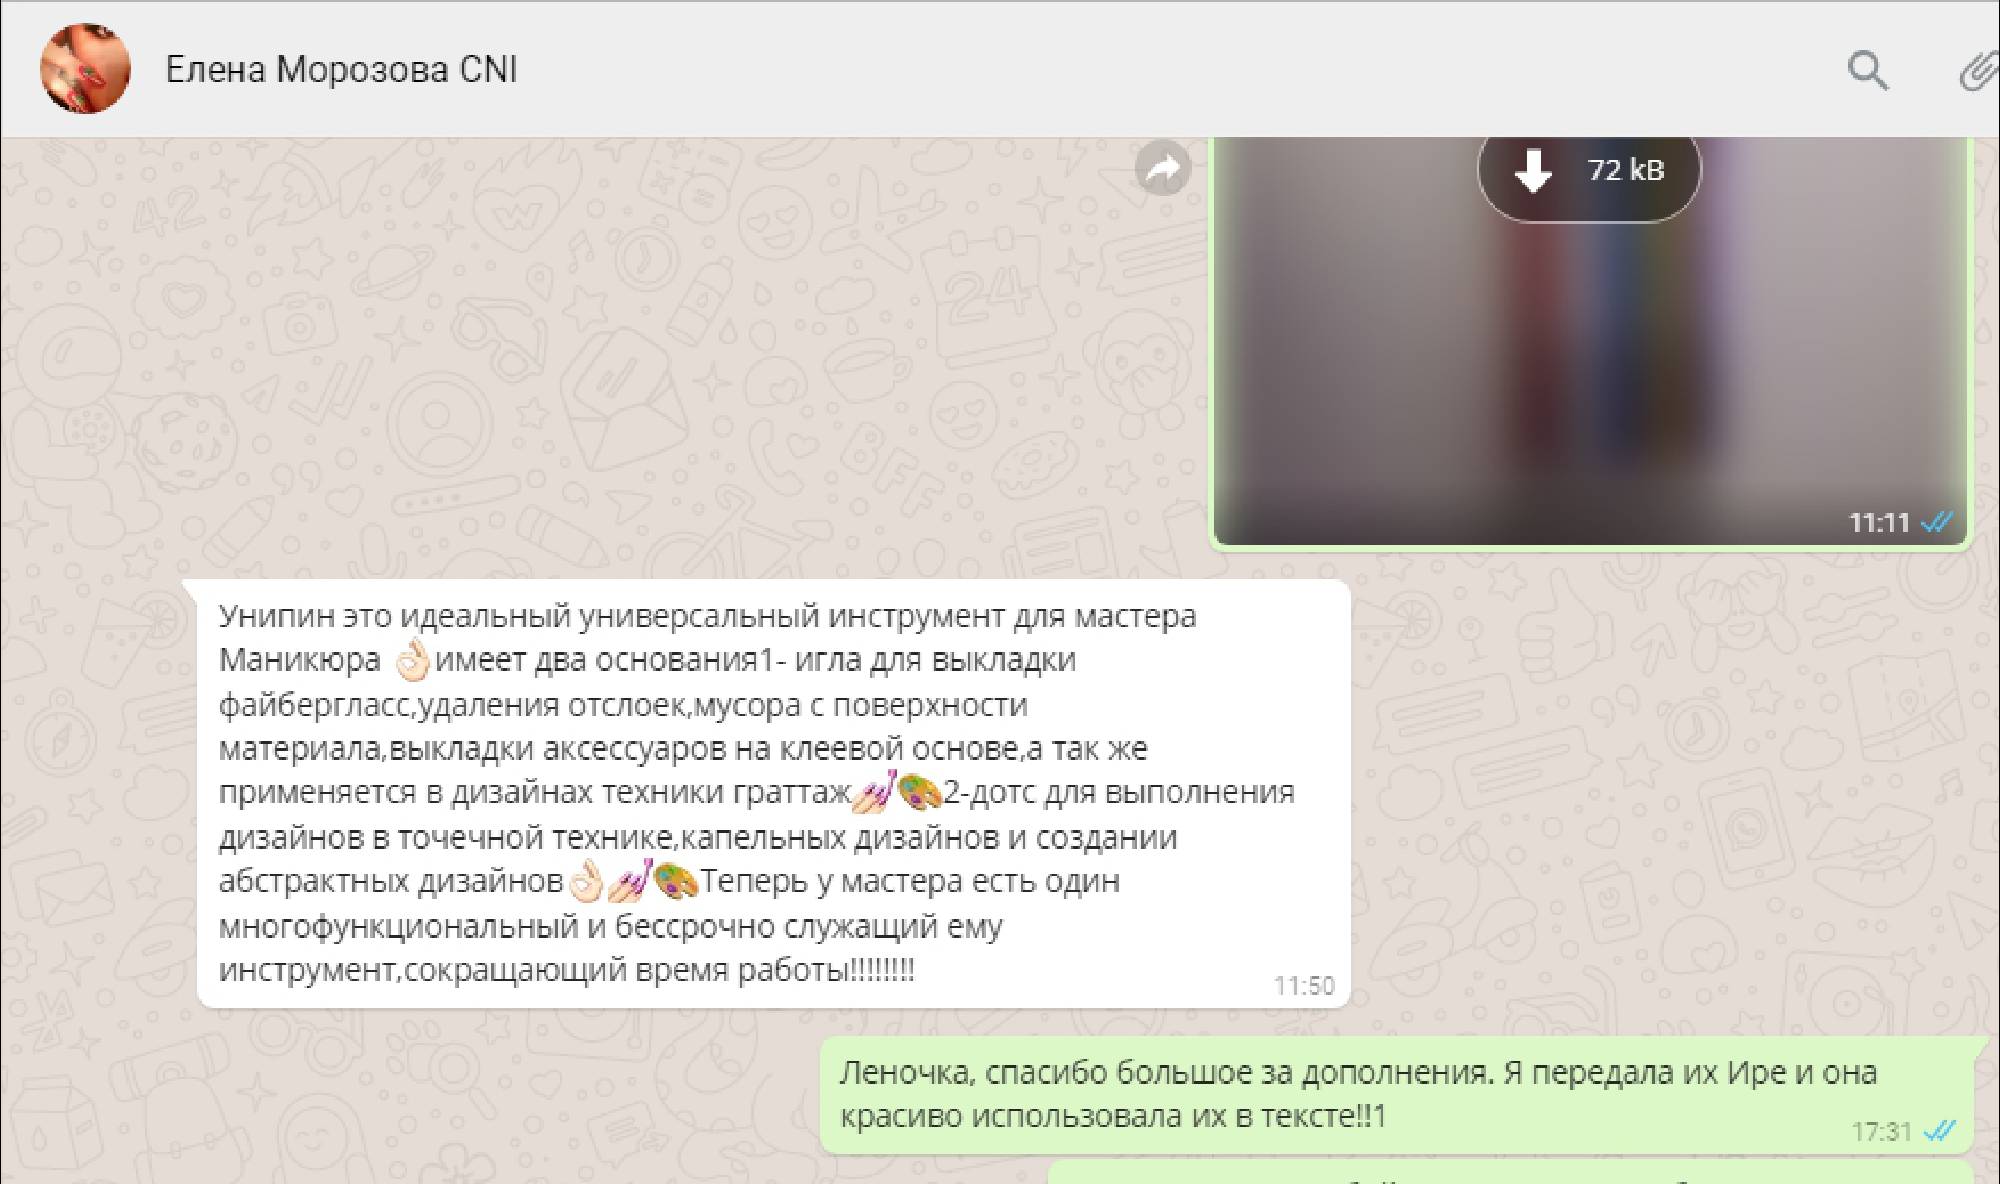 Елена Морозова CNI
72 kB
11:11
Унипин это идеальный универсальный инструмент для мастера
Маникюра 👌🏻имеет два основания1- игла для выкладки
файбергласс,удаления отслоек,мусора с поверхности
материала,выкладки аксессуаров на клеевой основе,а так же
применяется в дизайнах техники граттаж💅🏻🎨2-дотс для выполнения
дизайнов в точечной технике,капельных дизайнов и создании
абстрактных дизайнов👌🏻💅🏻🎨Теперь у мастера есть один
многофункциональный и бессрочно служащий ему
инструмент,сокращающий время работы!!!!!!!!
11:50
Леночка, спасибо большое за дополнения. Я передала их Ире и она
красиво использовала их в тексте!!1
17:31